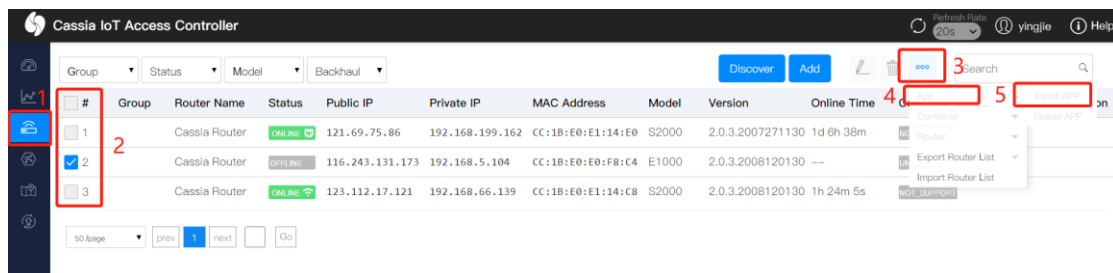 Cassia IoT Access Controller Refresh Rate 20s yingjie Help
Group Status Model Backhaul Discover Add 3 Search
1 # Group Router Name Status Public IP Private IP MAC Address Model Version Online Time 4 App 5 Install APP
Container Delete APP
1 Cassia Router ONLINE 121.69.75.86 192.168.199.162 CC:1B:E0:E1:14:E0 S2000 2.0.3.2007271130 1d 6h 38m Router
2
2 Cassia Router OFFLINE 116.243.131.173 192.168.5.104 CC:1B:E0:E0:F8:C4 E1000 2.0.3.2008120130 -- Export Router List
Import Router List
3 Cassia Router ONLINE 123.112.17.121 192.168.66.139 CC:1B:E0:E1:14:C8 S2000 2.0.3.2008120130 1h 24m 5s NOT_SUPPORT
50 /page prev 1 next Go